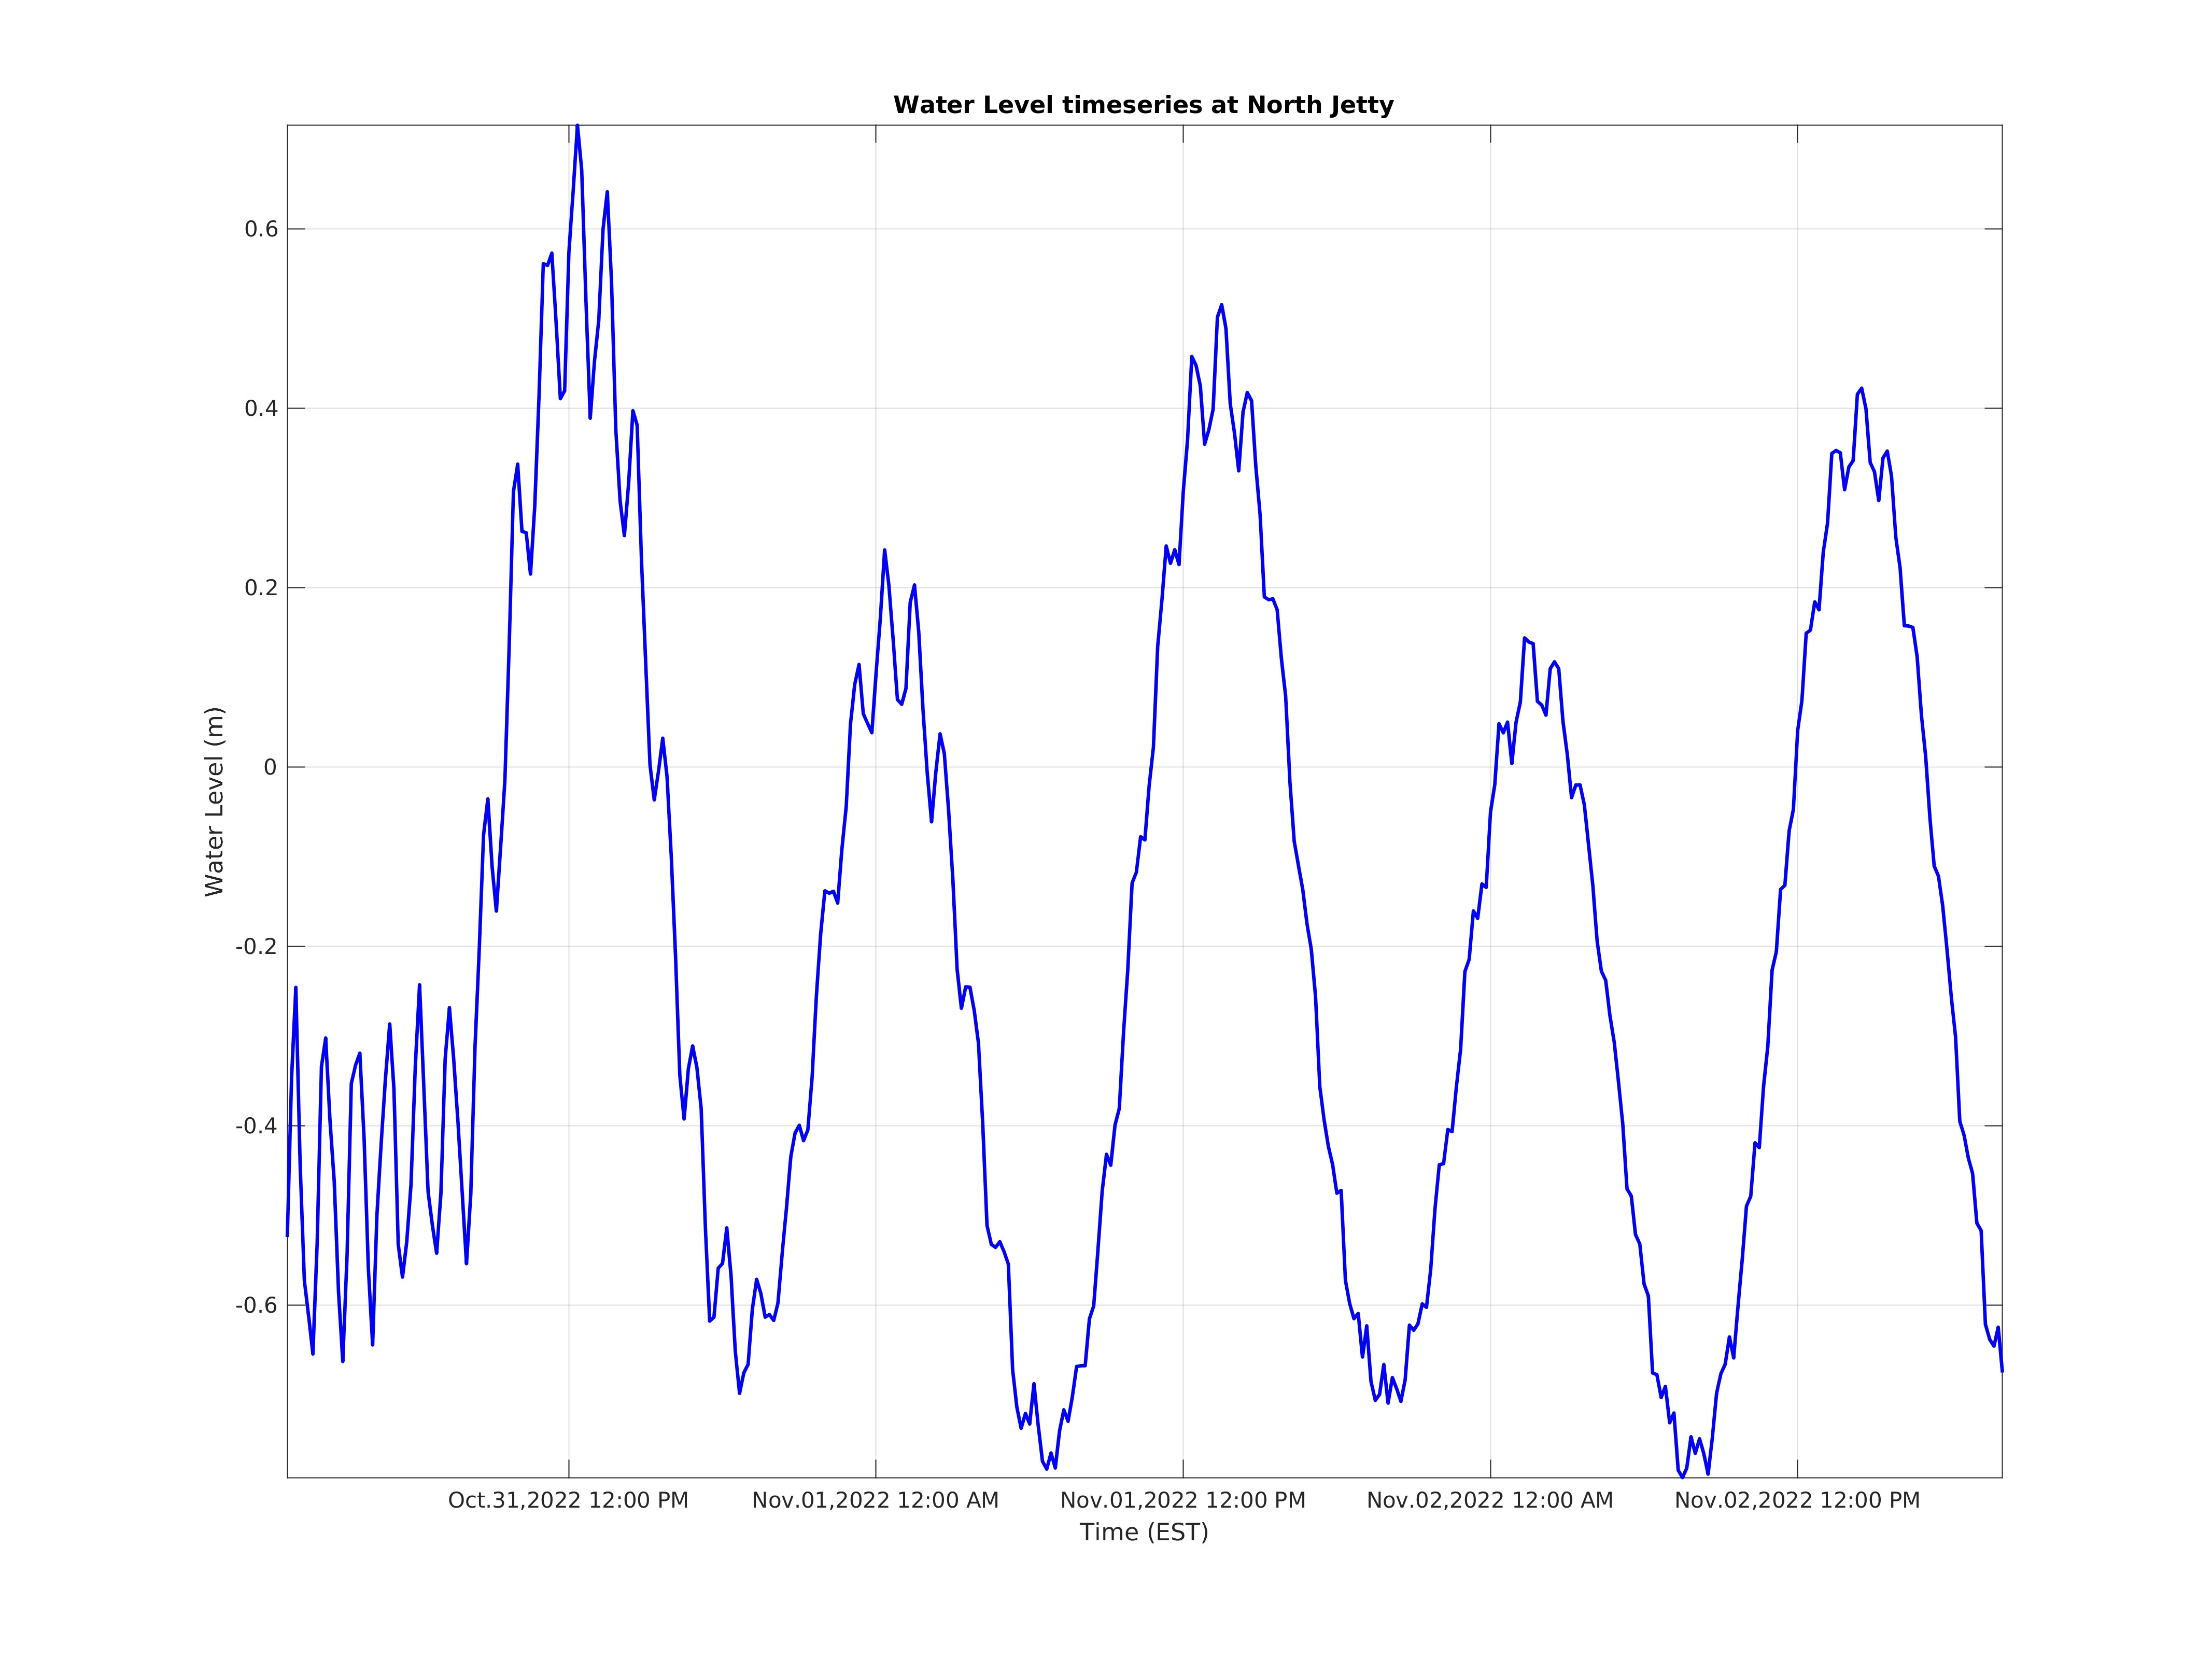 Water Level timeseries at North Jetty
0.6
0.4
0.2
0
-0.2
-0.4
-0.6
Water Level (m)
Oct.31,2022 12:00 PM
Nov.01,2022 12:00 AM
Nov.01,2022 12:00 PM
Nov.02,2022 12:00 AM
Nov.02,2022 12:00 PM
Time (EST)